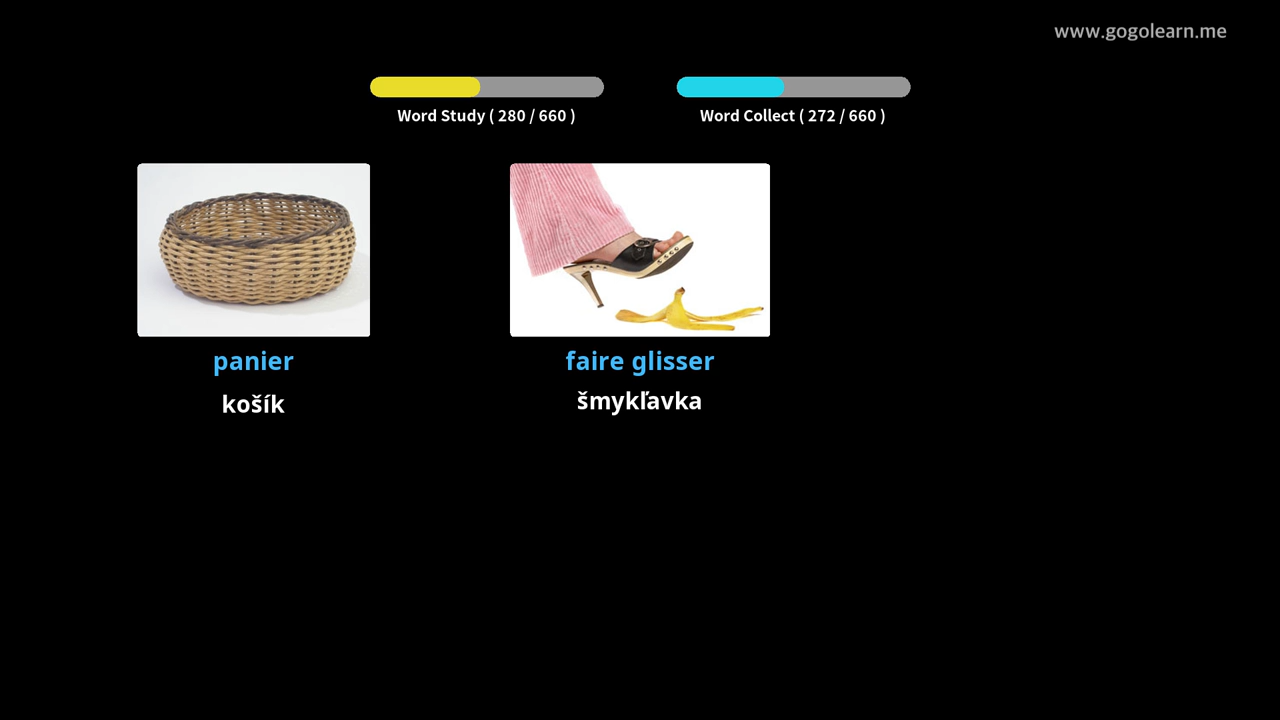 www.gogolearn.me
Word Study ( 280 / 660 )
Word Collect ( 272 / 660 )
panier
faire glisser
košík
šmykľavka